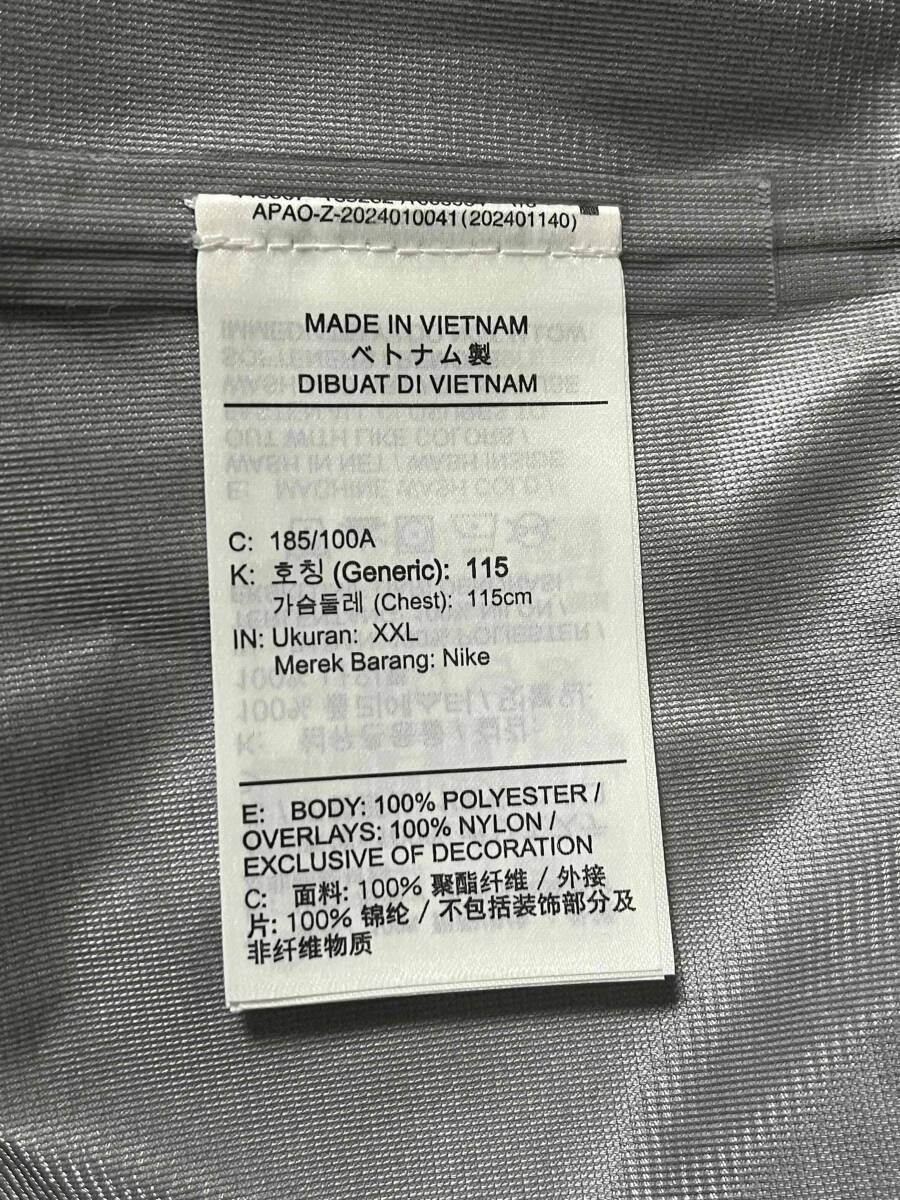 APAO-Z-2024010041(202401140)
MADE IN VIETNAM
ベトナム製
DIBUAT DI VIETNAM
C: 185/100A
K: 호칭 (Generic): 115
가슴둘레 (Chest): 115cm
IN: Ukuran: XXL
Merek Barang: Nike
E: BODY: 100% POLYESTER /
OVERLAYS: 100% NYLON /
EXCLUSIVE OF DECORATION
C: 面料: 100% 聚酯纤维 / 外接
片: 100% 锦纶 / 不包括装饰部分及
非纤维物质